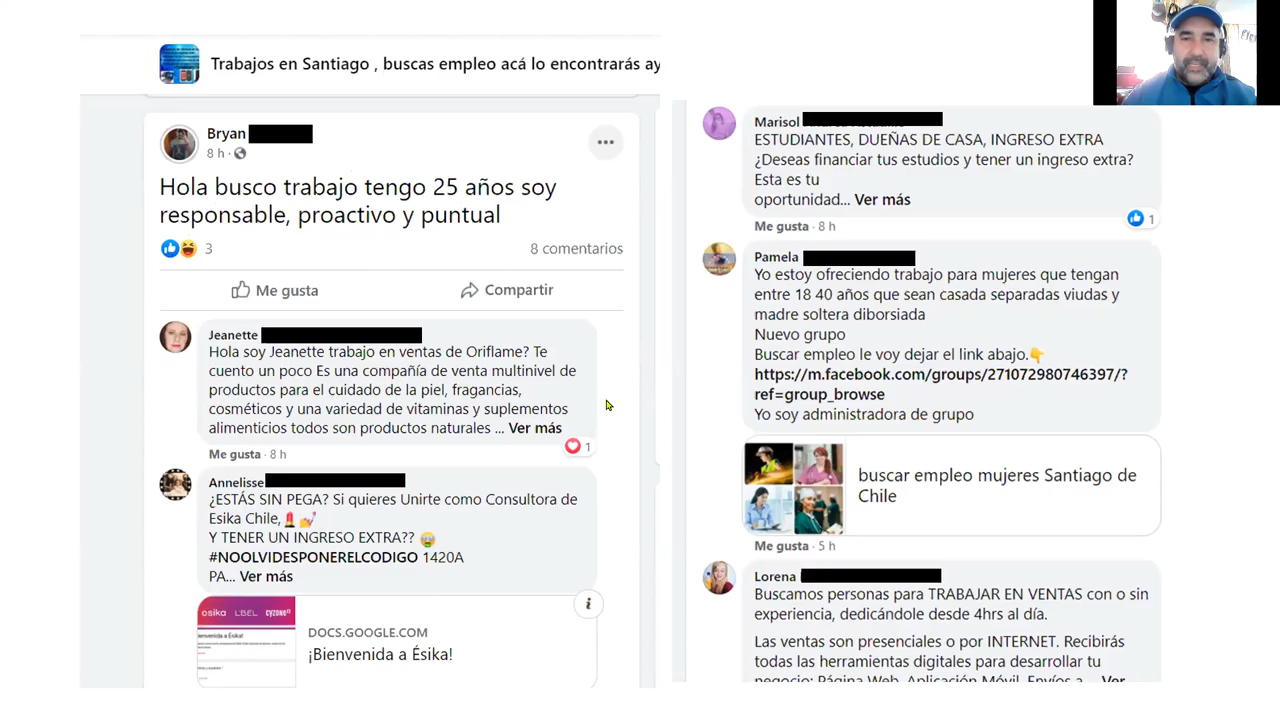 Trabajos en Santiago , buscas empleo acá lo encontrarás ay
Bryan
8 h ·
Hola busco trabajo tengo 25 años soy
responsable, proactivo y puntual
3
8 comentarios
Me gusta
Compartir
Jeanette
Hola soy Jeanette trabajo en ventas de Oriflame? Te
cuento un poco Es una compañía de venta multinivel de
productos para el cuidado de la piel, fragancias,
cosméticos y una variedad de vitaminas y suplementos
alimenticios todos son productos naturales ... Ver más
1
Me gusta · 8 h
Annelisse
¿ESTÁS SIN PEGA? Si quieres Unirte como Consultora de
Esika Chile,💄💅
Y TENER UN INGRESO EXTRA?? 🤑
#NOOLVIDESPONERELCODIGO 1420A
PA... Ver más
esika L'BEL cyzone
DOCS.GOOGLE.COM
¡Bienvenida a Ésika!
Marisol
ESTUDIANTES, DUEÑAS DE CASA, INGRESO EXTRA
¿Deseas financiar tus estudios y tener un ingreso extra?
Esta es tu
oportunidad... Ver más
1
Me gusta · 8 h
Pamela
Yo estoy ofreciendo trabajo para mujeres que tengan
entre 18 40 años que sean casada separadas viudas y
madre soltera diborsiada
Nuevo grupo
Buscar empleo le voy dejar el link abajo.👇
https://m.facebook.com/groups/271072980746397/?
ref=group_browse
Yo soy administradora de grupo
buscar empleo mujeres Santiago de
Chile
Me gusta · 5 h
Lorena
Buscamos personas para TRABAJAR EN VENTAS con o sin
experiencia, dedicándole desde 4hrs al día.
Las ventas son presenciales o por INTERNET. Recibirás
todas las herramientas digitales para desarrollar tu
negocio: Página Web, Aplicación Móvil, Envíos a ... Ver